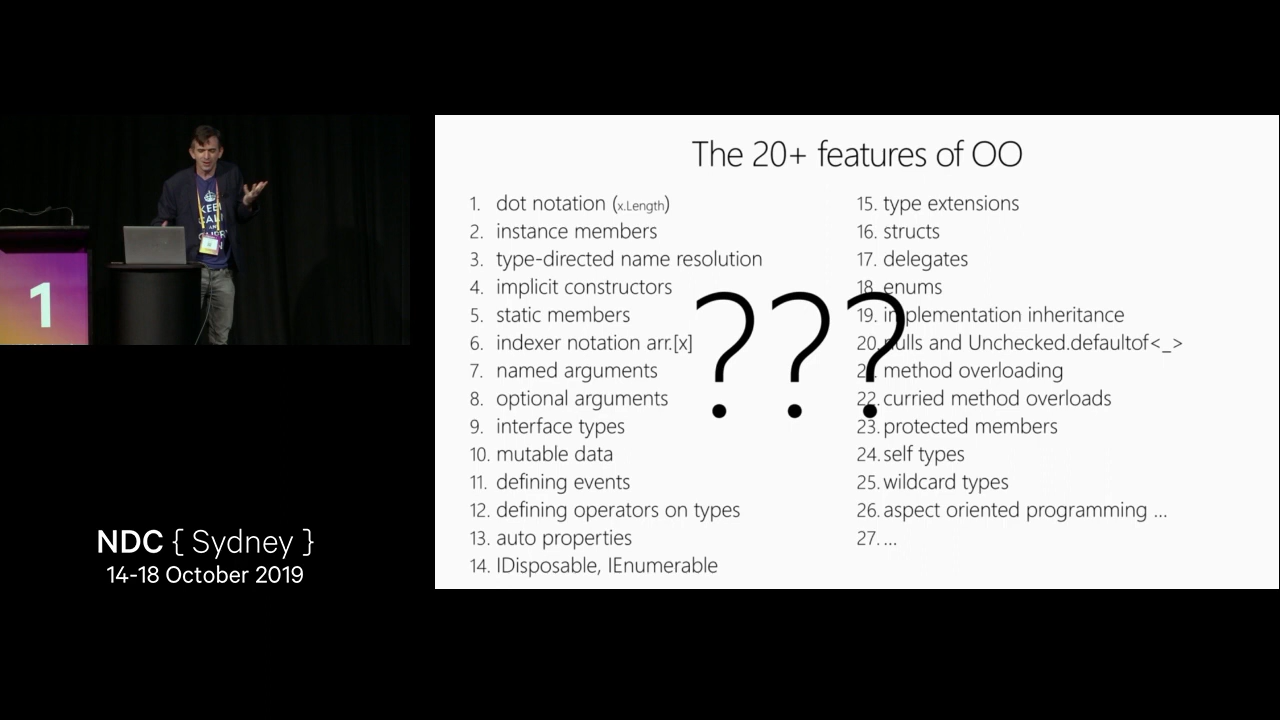 The 20+ features of OO
1. dot notation (x.Length)
2. instance members
3. type-directed name resolution
4. implicit constructors
5. static members
6. indexer notation arr.[x]
7. named arguments
8. optional arguments
9. interface types
10. mutable data
11. defining events
12. defining operators on types
13. auto properties
14. IDisposable, IEnumerable
15. type extensions
16. structs
17. delegates
18. enums
19. implementation inheritance
20. nulls and Unchecked.defaultof<_>
21. method overloading
22. curried method overloads
23. protected members
24. self types
25. wildcard types
26. aspect oriented programming ...
27. ...
???
KEEP
CALM
1
NDC { Sydney }
14-18 October 2019